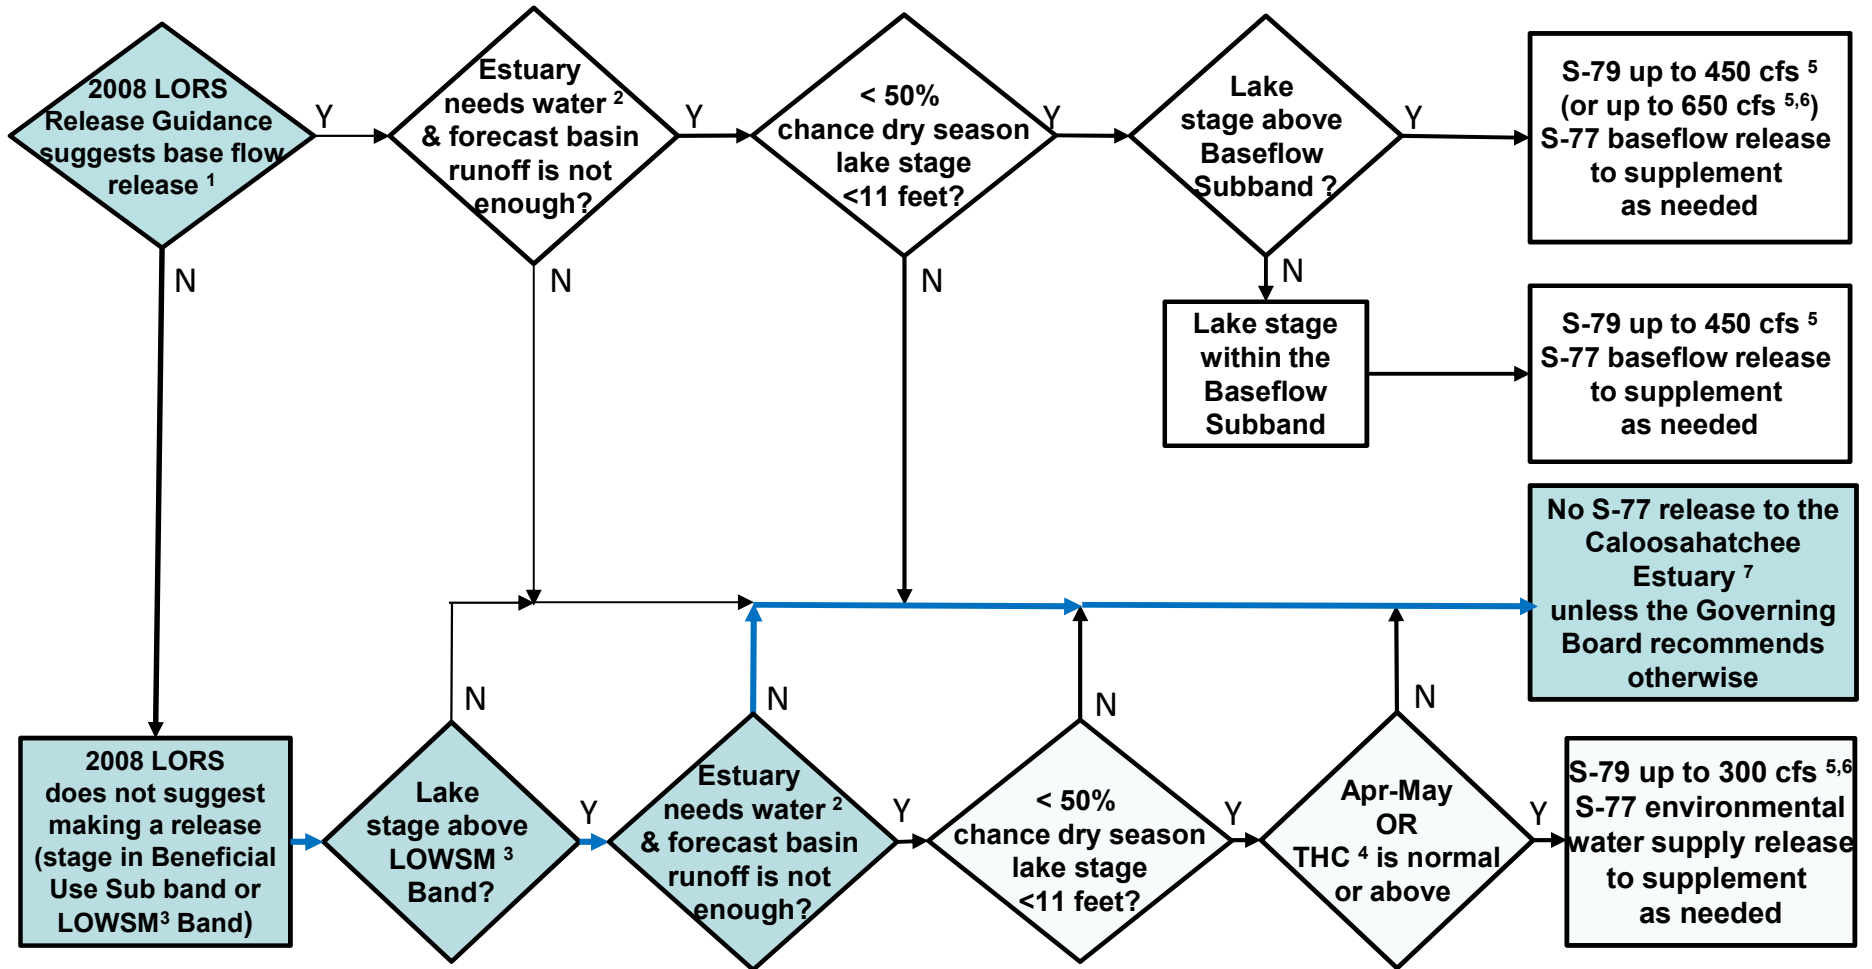 2008 LORS
Release Guidance
suggests base flow
release 1
Y
N
Estuary
needs water 2
& forecast basin
runoff is not
enough?
Y
N
< 50%
chance dry season
lake stage
<11 feet?
Y
N
Lake
stage above
Baseflow
Subband ?
Y
N
S-79 up to 450 cfs 5
(or up to 650 cfs 5,6)
S-77 baseflow release
to supplement
as needed
Lake stage
within the
Baseflow
Subband
S-79 up to 450 cfs 5
S-77 baseflow release
to supplement
as needed
No S-77 release to the
Caloosahatchee
Estuary 7
unless the Governing
Board recommends
otherwise
2008 LORS
does not suggest
making a release
(stage in Beneficial
Use Sub band or
LOWSM3 Band)
N
Lake
stage above
LOWSM 3
Band?
Y
N
Estuary
needs water 2
& forecast basin
runoff is not
enough?
Y
N
< 50%
chance dry season
lake stage
<11 feet?
Y
N
Apr-May
OR
THC 4 is normal
or above
Y
S-79 up to 300 cfs 5,6
S-77 environmental
water supply release
to supplement
as needed